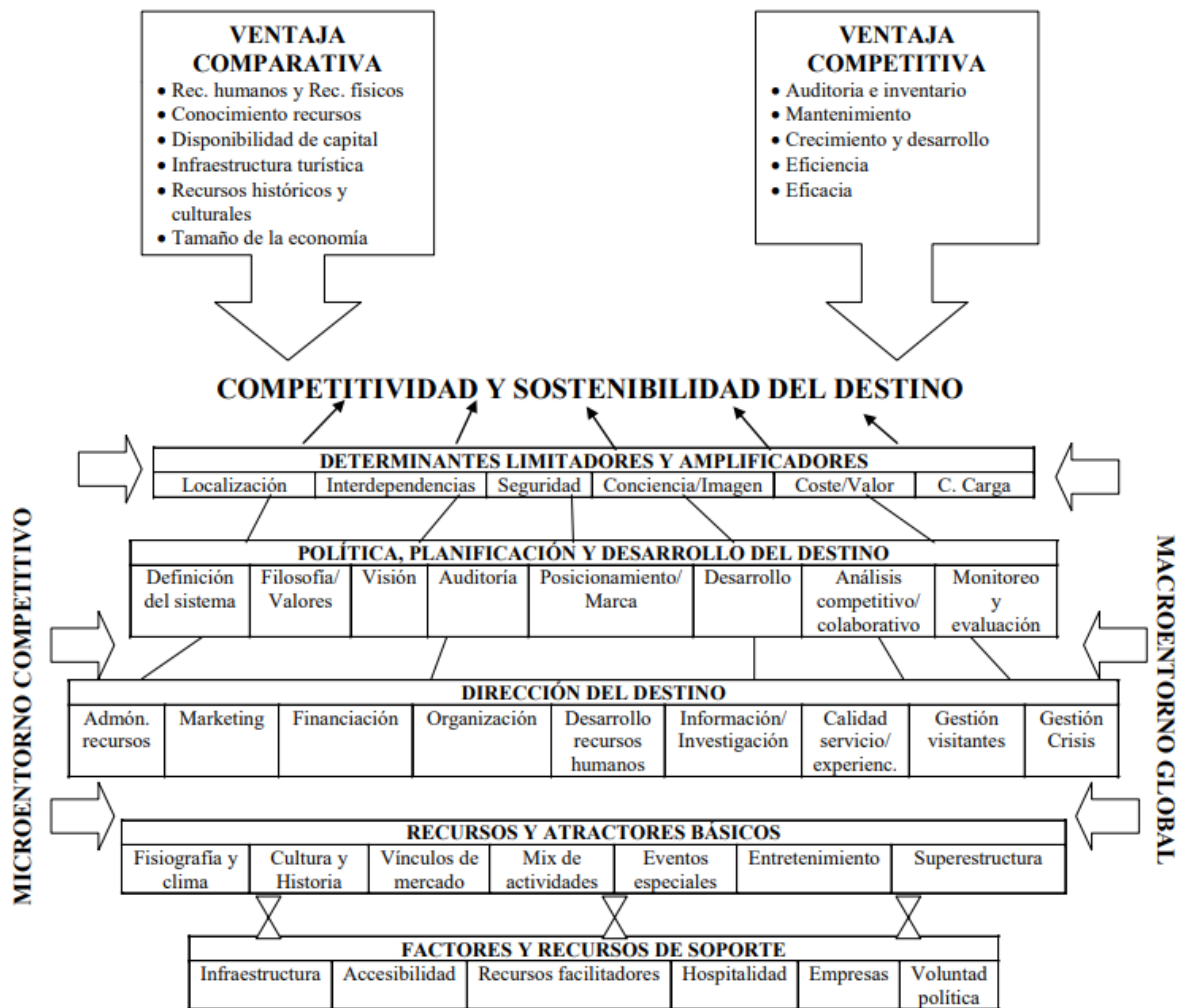 VENTAJA
COMPARATIVA
• Rec. humanos y Rec. físicos
• Conocimiento recursos
• Disponibilidad de capital
• Infraestructura turística
• Recursos históricos y
culturales
• Tamaño de la economía
VENTAJA
COMPETITIVA
• Auditoria e inventario
• Mantenimiento
• Crecimiento y desarrollo
• Eficiencia
• Eficacia
COMPETITIVIDAD Y SOSTENIBILIDAD DEL DESTINO
MICROENTORNO COMPETITIVO
DETERMINANTES LIMITADORES Y AMPLIFICADORES
Localización
Interdependencias
Seguridad
Conciencia/Imagen
Coste/Valor
C. Carga
POLÍTICA, PLANIFICACIÓN Y DESARROLLO DEL DESTINO
Definición
del sistema
Filosofía/
Valores
Visión
Auditoría
Posicionamiento/
Marca
Desarrollo
Análisis
competitivo/
colaborativo
Monitoreo
y
evaluación
DIRECCIÓN DEL DESTINO
Admón.
recursos
Marketing
Financiación
Organización
Desarrollo
recursos
humanos
Información/
Investigación
Calidad
servicio/
experienc.
Gestión
visitantes
Gestión
Crisis
RECURSOS Y ATRACTORES BÁSICOS
Fisiografía y
clima
Cultura y
Historia
Vínculos de
mercado
Mix de
actividades
Eventos
especiales
Entretenimiento
Superestructura
FACTORES Y RECURSOS DE SOPORTE
Infraestructura
Accesibilidad
Recursos facilitadores
Hospitalidad
Empresas
Voluntad
política
MACROENTORNO GLOBAL